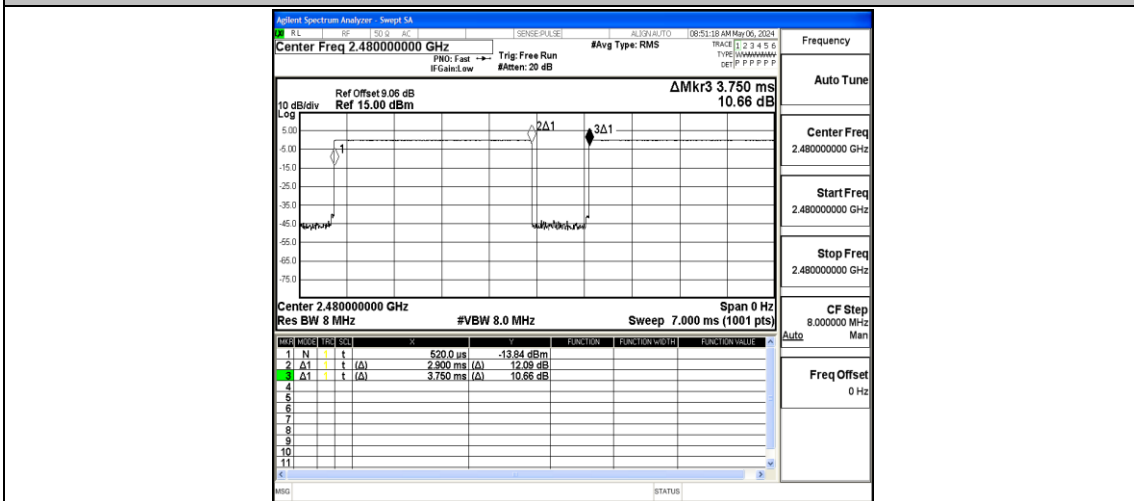 Agilent Spectrum Analyzer - Swept SA
RL RF 50 Ω AC SENSE:PULSE ALIGN AUTO 08:51:18 AM May 06, 2024
Center Freq 2.480000000 GHz
PNO: Fast
IFGain:Low
Trig: Free Run
#Atten: 20 dB
#Avg Type: RMS
TRACE 1 2 3 4 5 6
TYPE
DET P P P P P P
ΔMkr3 3.750 ms
10.66 dB
Ref Offset 9.06 dB
10 dB/div Ref 15.00 dBm
Log
5.00
-5.00
-15.0
-25.0
-35.0
-45.0
-55.0
-65.0
-75.0
1
2Δ1
3Δ1
Center 2.480000000 GHz Span 0 Hz
Res BW 8 MHz #VBW 8.0 MHz Sweep 7.000 ms (1001 pts)
MKR MODE TRC SCL X Y FUNCTION FUNCTION WIDTH FUNCTION VALUE
1 N 1 t 520.0 us -13.84 dBm
2 Δ1 1 t (Δ) 2.900 ms (Δ) 12.09 dB
3 Δ1 1 t (Δ) 3.750 ms (Δ) 10.66 dB
4
5
6
7
8
9
10
11
MSG STATUS
Frequency
Auto Tune
Center Freq
2.480000000 GHz
Start Freq
2.480000000 GHz
Stop Freq
2.480000000 GHz
CF Step
8.000000 MHz
Auto Man
Freq Offset
0 Hz